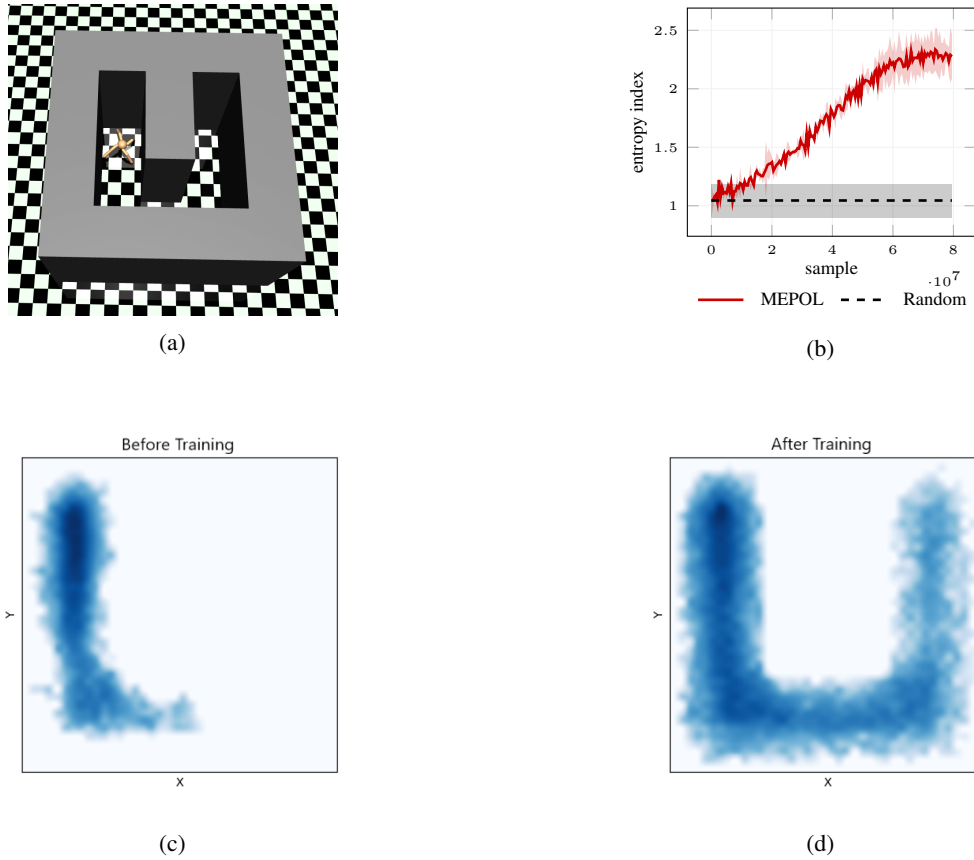 2.5
2
1.5
1
entropy index
0 2 4 6 8
sample
·10^7
MEPOL Random
(a)
(b)
Before Training
Y
X
After Training
Y
X
(c)
(d)